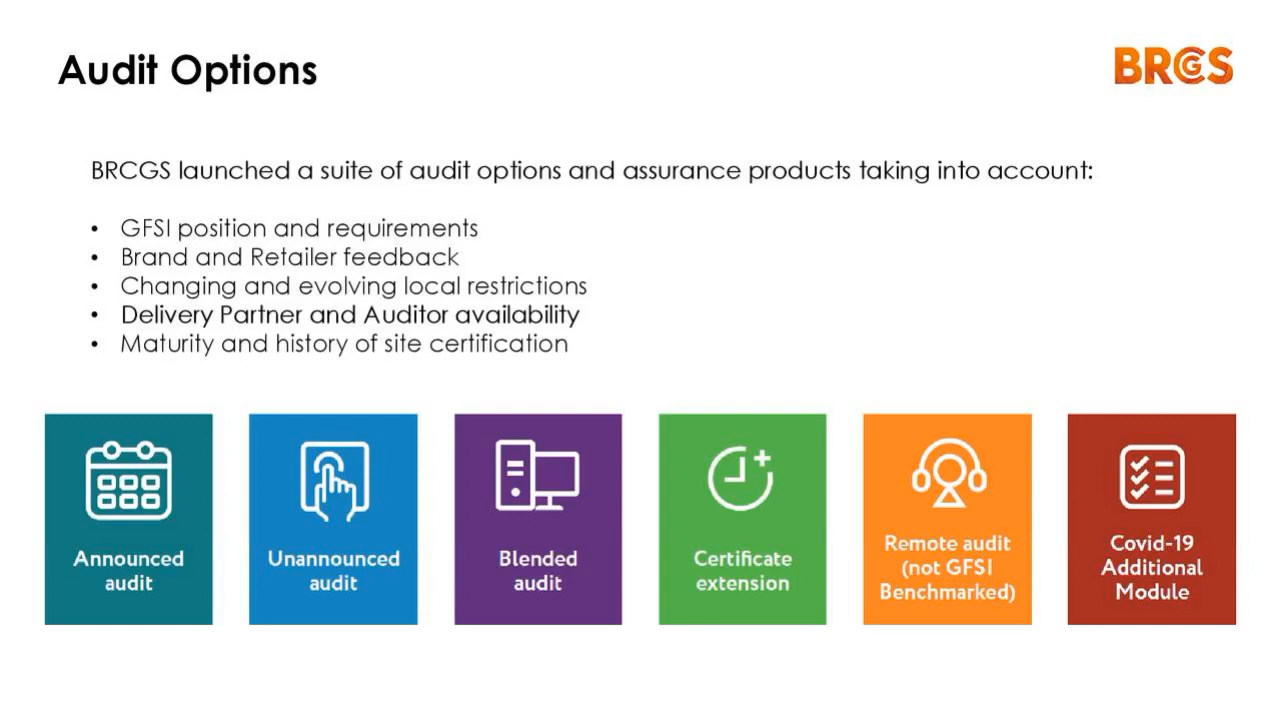 Audit Options
BRCGS
BRCGS launched a suite of audit options and assurance products taking into account:
• GFSI position and requirements
• Brand and Retailer feedback
• Changing and evolving local restrictions
• Delivery Partner and Auditor availability
• Maturity and history of site certification
Announced
audit
Unannounced
audit
Blended
audit
Certificate
extension
Remote audit
(not GFSI
Benchmarked)
Covid-19
Additional
Module